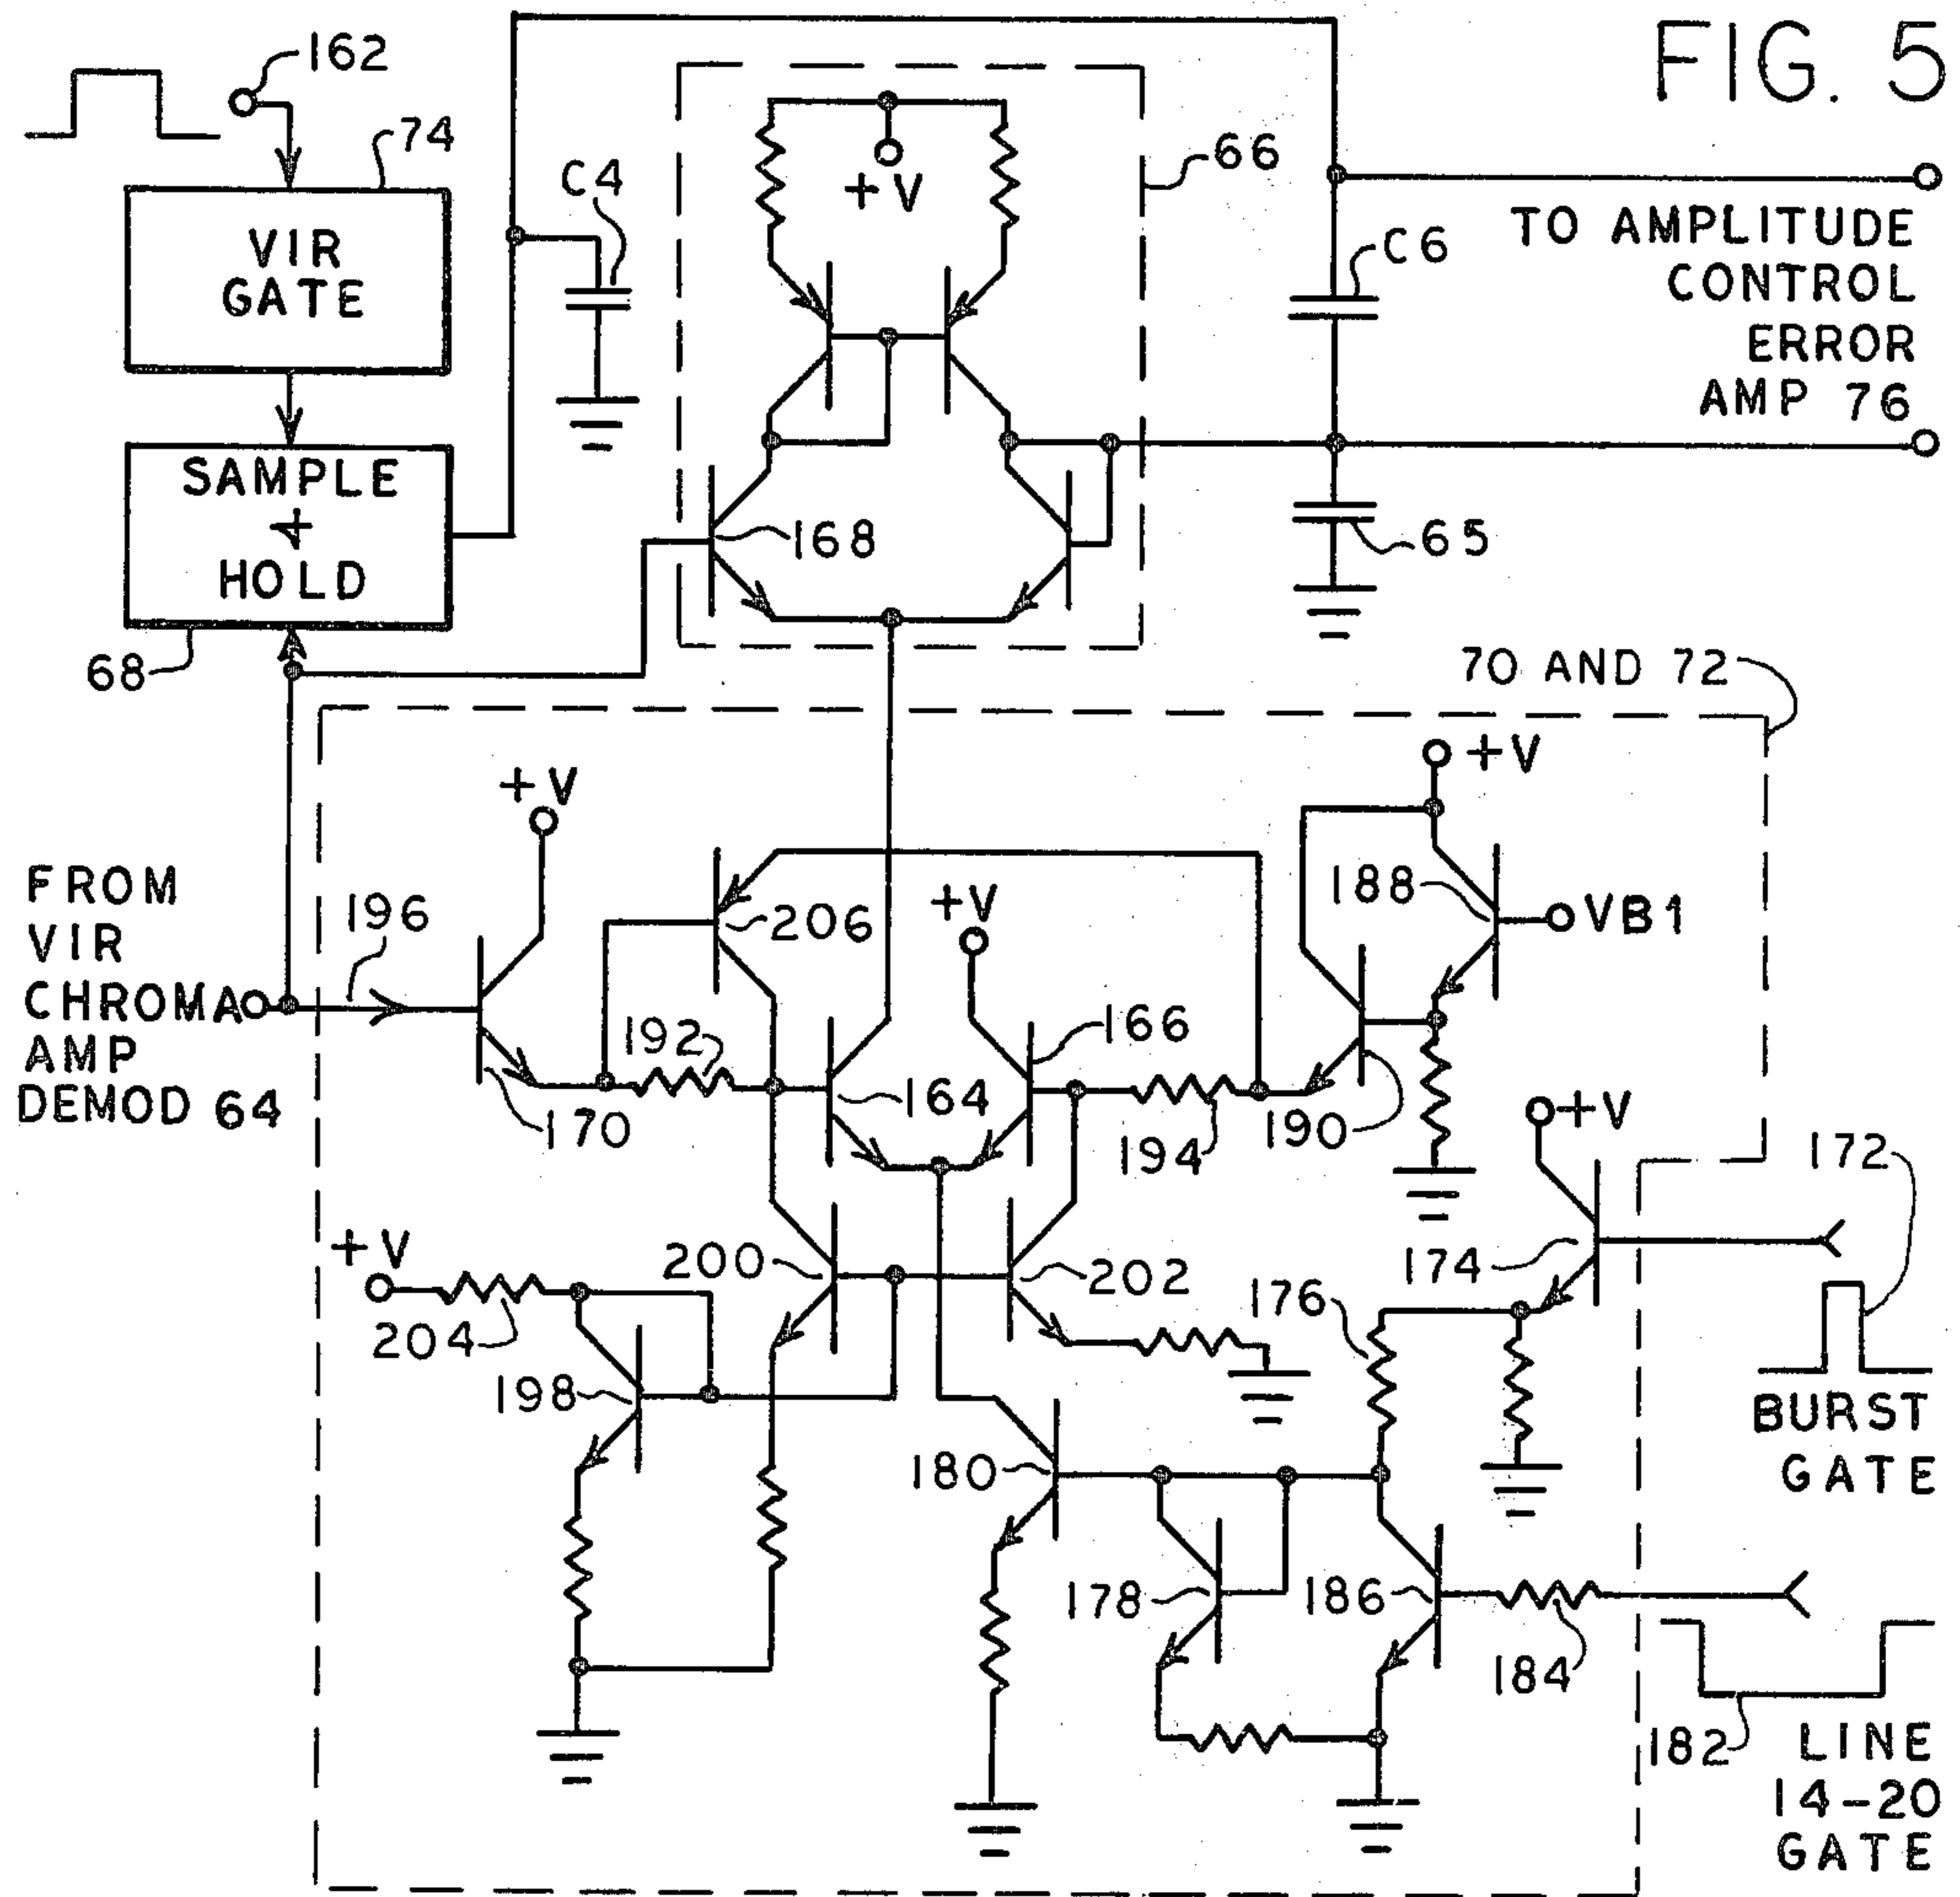 FIG. 5
162
74
VIR
GATE
C4
+V
66
TO AMPLITUDE
CONTROL
ERROR
AMP 76
C6
SAMPLE
+
HOLD
168
65
68
70 AND 72
+V
+V
188
VB1
FROM
VIR
CHROMA
AMP
DEMOD 64
196
206
+V
192
166
170
164
194
190
+V
172
+V
204
200
202
174
176
198
BURST
GATE
180
178
186
184
182
LINE
14-20
GATE